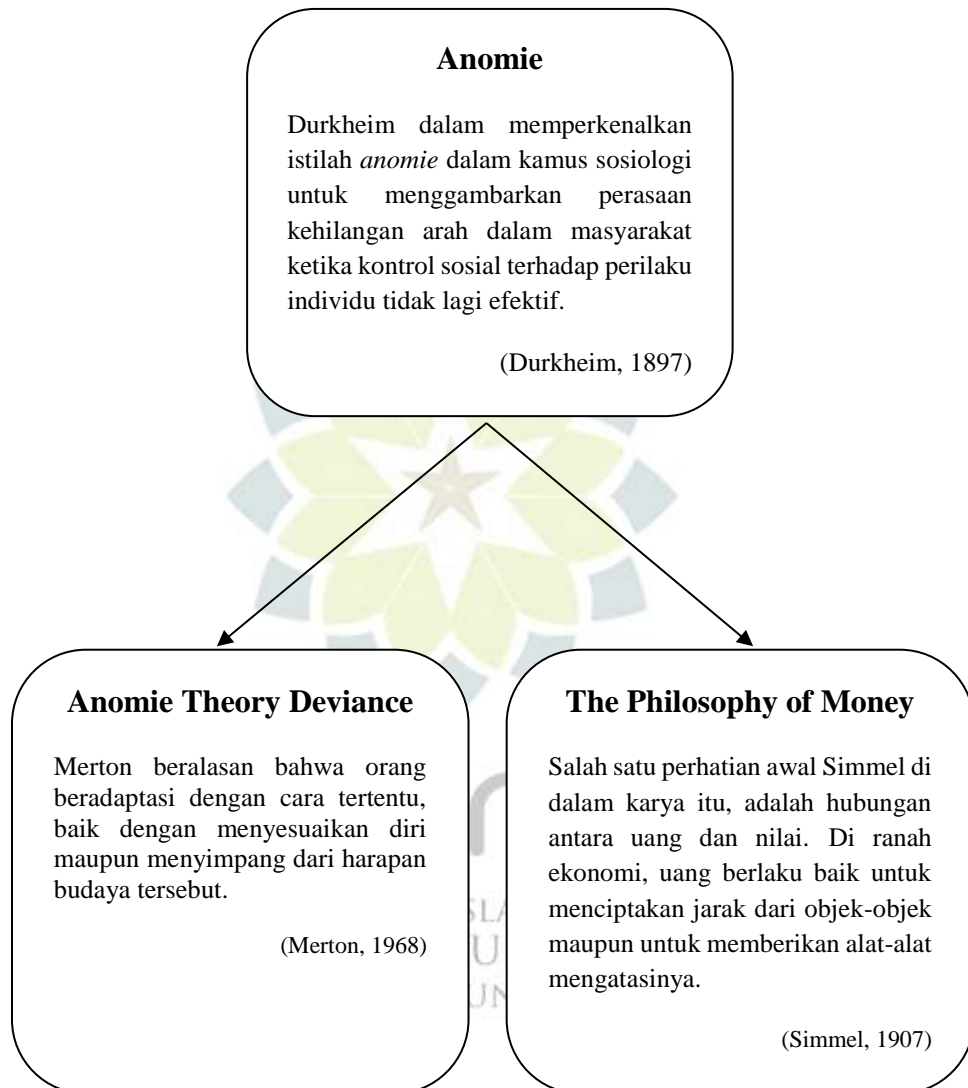 Anomie
Durkheim dalam memperkenalkan
istilah anomie dalam kamus sosiologi
untuk menggambarkan perasaan
kehilangan arah dalam masyarakat
ketika kontrol sosial terhadap perilaku
individu tidak lagi efektif.
(Durkheim, 1897)
Anomie Theory Deviance
Merton beralasan bahwa orang
beradaptasi dengan cara tertentu,
baik dengan menyesuaikan diri
maupun menyimpang dari harapan
budaya tersebut.
(Merton, 1968)
The Philosophy of Money
Salah satu perhatian awal Simmel di
dalam karya itu, adalah hubungan
antara uang dan nilai. Di ranah
ekonomi, uang berlaku baik untuk
menciptakan jarak dari objek-objek
maupun untuk memberikan alat-alat
mengatasinya.
(Simmel, 1907)